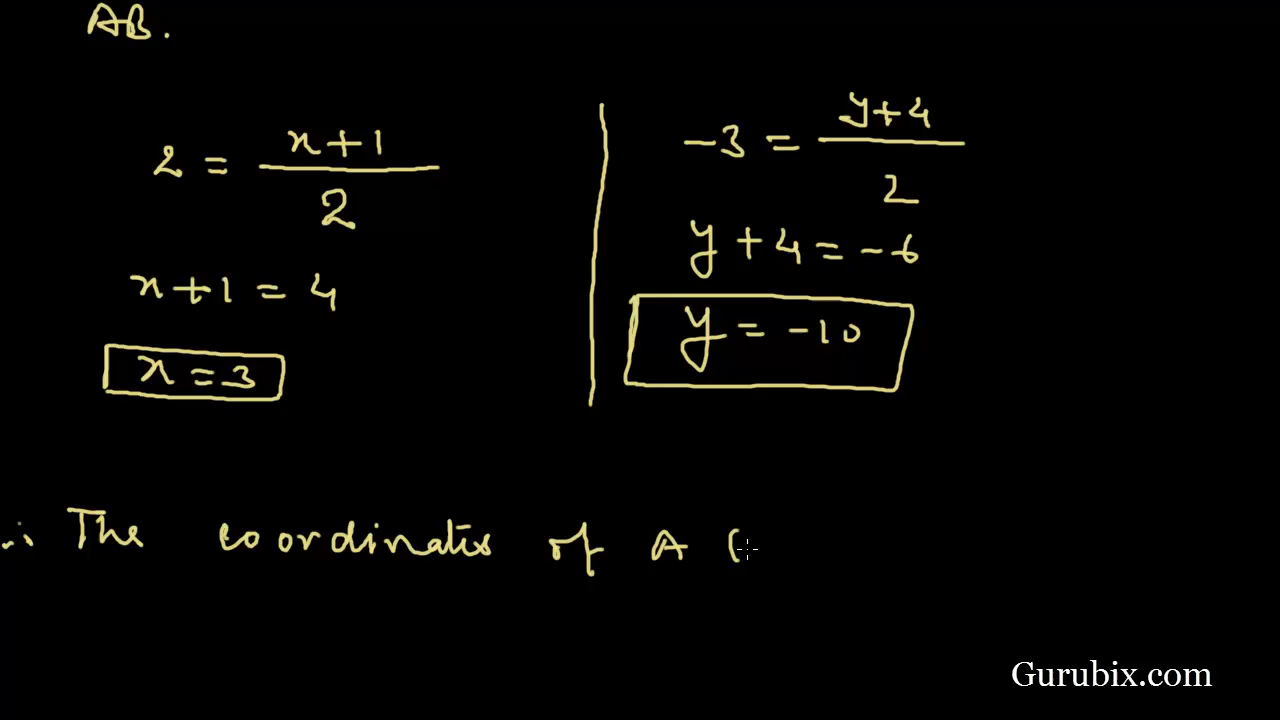 AB.
2 = x+1
2
x+1 = 4
x = 3
-3 = y+4
2
y+4 = -6
y = -10
∴ The coordinates of A (
Gurubix.com